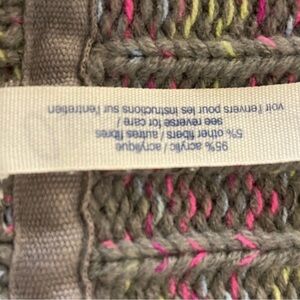 95% acrylic / acrylique
5% other fibers / autres fibres
see reverse for care /
voir l'envers pour les instructions sur l'entretien